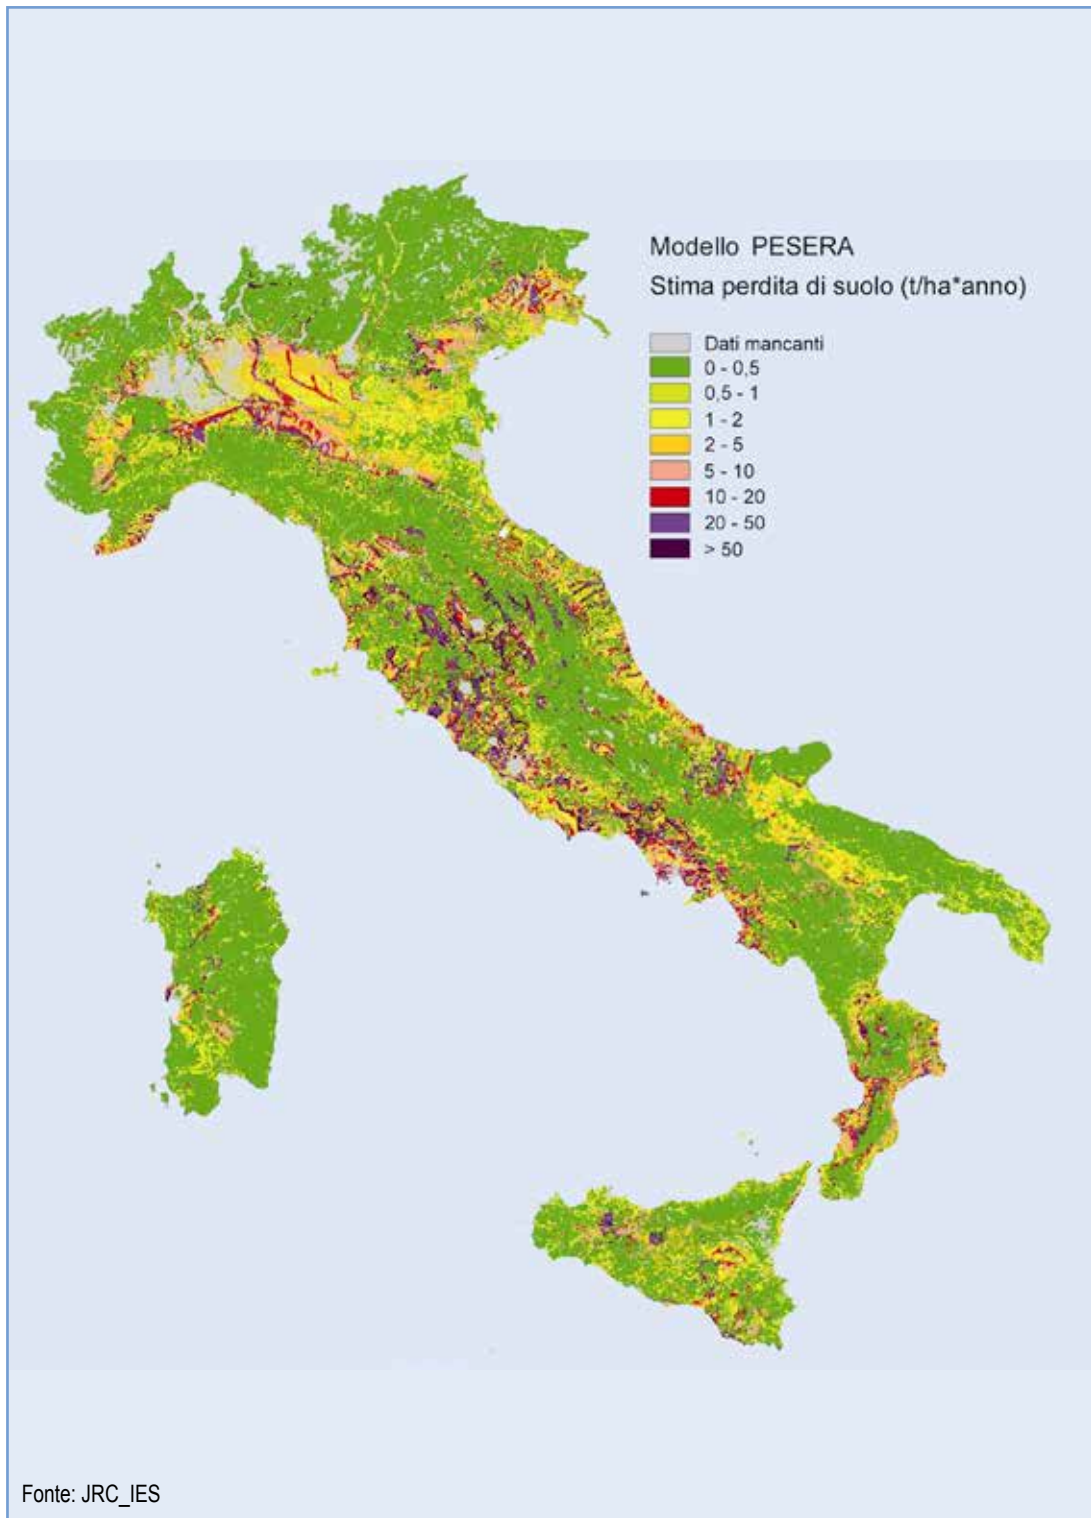 Modello PESERA
Stima perdita di suolo (t/ha*anno)
Dati mancanti
0 - 0,5
0,5 - 1
1 - 2
2 - 5
5 - 10
10 - 20
20 - 50
> 50
Fonte: JRC_IES